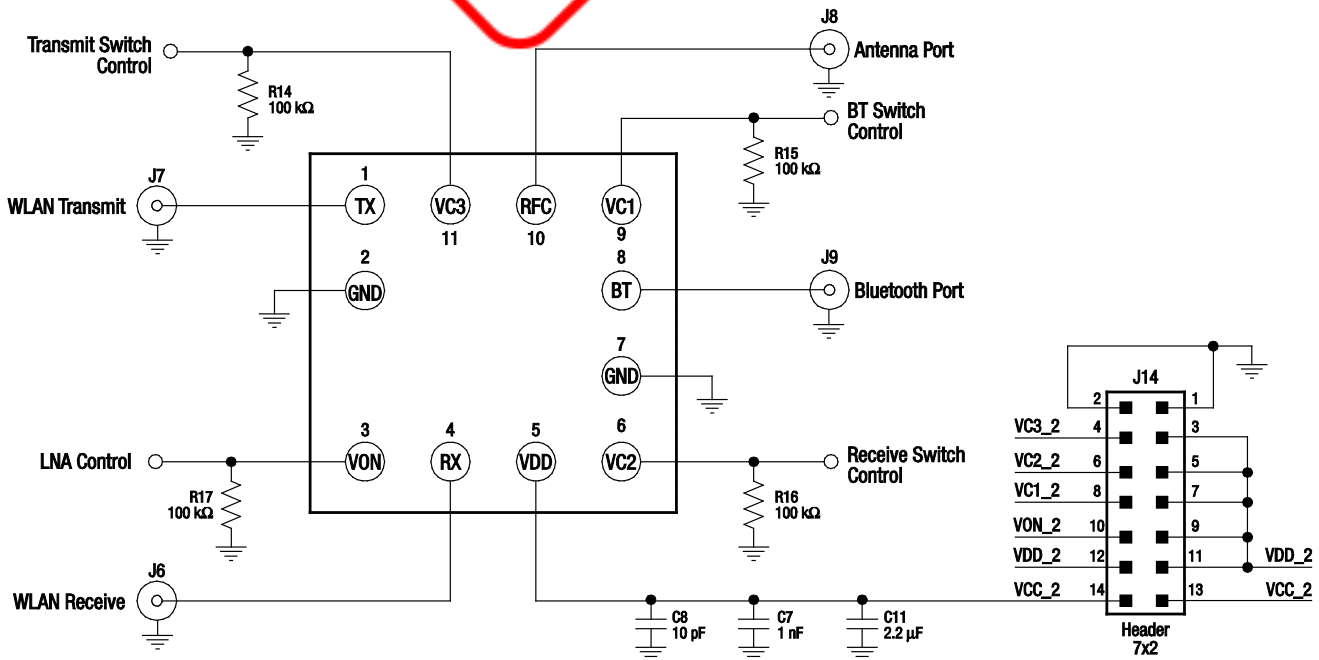 J8
Antenna Port
Transmit Switch
Control
R14
100 kΩ
BT Switch
Control
R15
100 kΩ
J7
WLAN Transmit
1
TX
VC3
11
RFC
10
VC1
9
2
GND
8
BT
J9
Bluetooth Port
7
GND
3
VON
4
RX
5
VDD
6
VC2
LNA Control
R17
100 kΩ
Receive Switch
Control
R16
100 kΩ
J6
WLAN Receive
C8
10 pF
C7
1 nF
C11
2.2 µF
J14
2 1
VC3_2 4 3
VC2_2 6 5
VC1_2 8 7
VON_2 10 9
VDD_2 12 11 VDD_2
VCC_2 14 13 VCC_2
Header
7x2